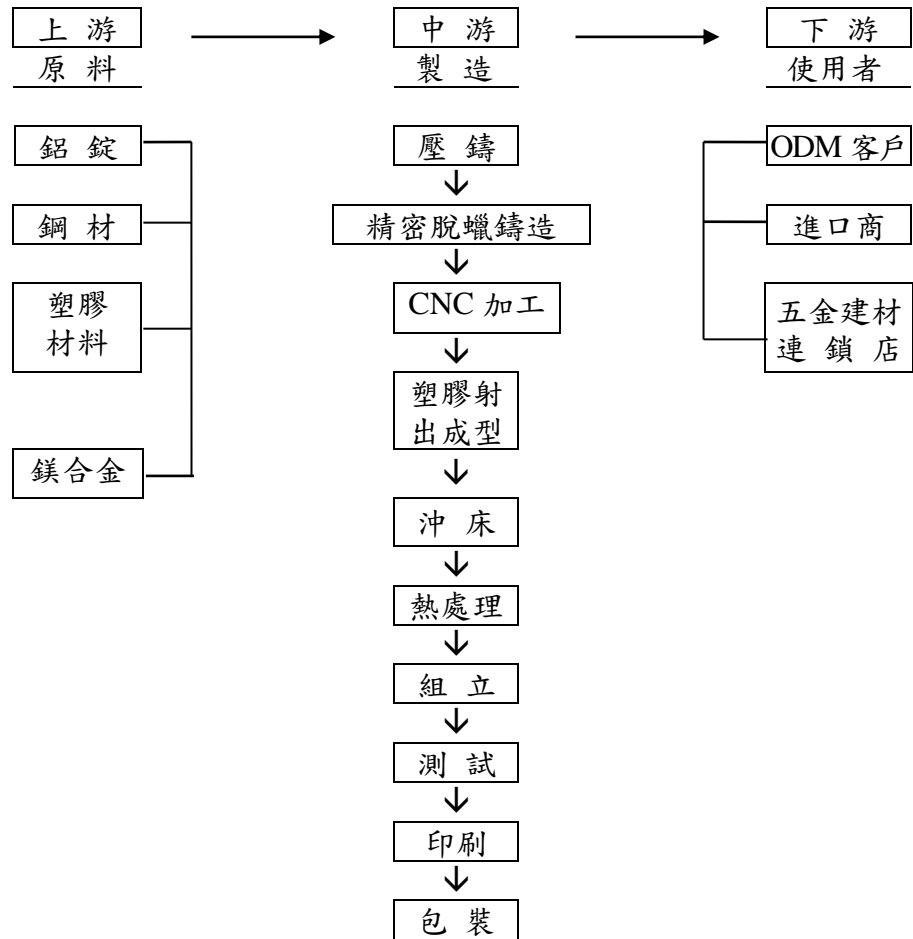 上 游
原 料
中 游
製 造
下 游
使用者
鋁 錠
鋼 材
塑膠
材料
鎂合金
壓 鑄
精密脫蠟鑄造
CNC 加工
塑膠射
出成型
沖 床
熱處理
組 立
測 試
印刷
包 裝
ODM 客戶
進口商
五金建材
連 鎖 店